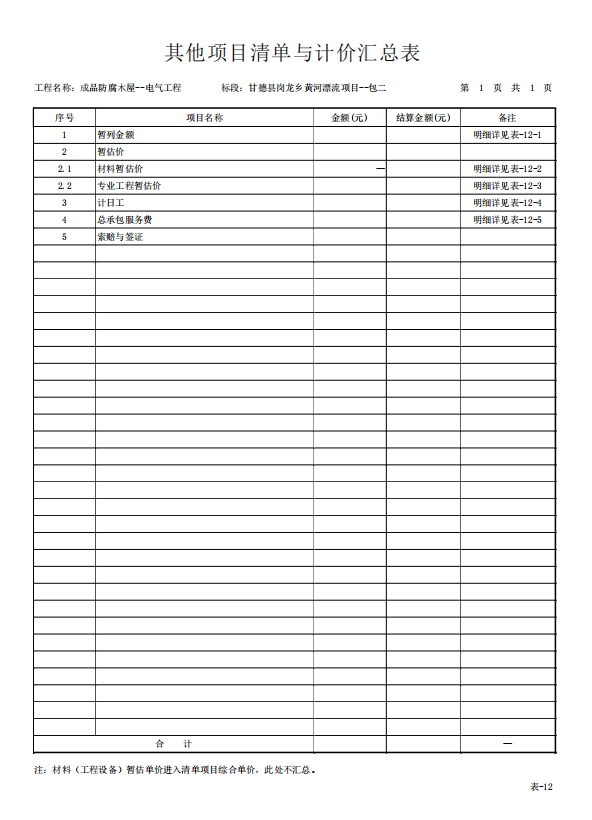 其他项目清单与计价汇总表
工程名称：成品防腐木屋--电气工程 标段：甘德县岗龙乡黄河漂流项目--包二 第 1 页 共 1 页
序号 项目名称 金额(元) 结算金额(元) 备注
1 暂列金额 明细详见表-12-1
2 暂估价
2.1 材料暂估价 — 明细详见表-12-2
2.2 专业工程暂估价 明细详见表-12-3
3 计日工 明细详见表-12-4
4 总承包服务费 明细详见表-12-5
5 索赔与签证
合 计 —
注：材料（工程设备）暂估单价进入清单项目综合单价，此处不汇总。
表-12